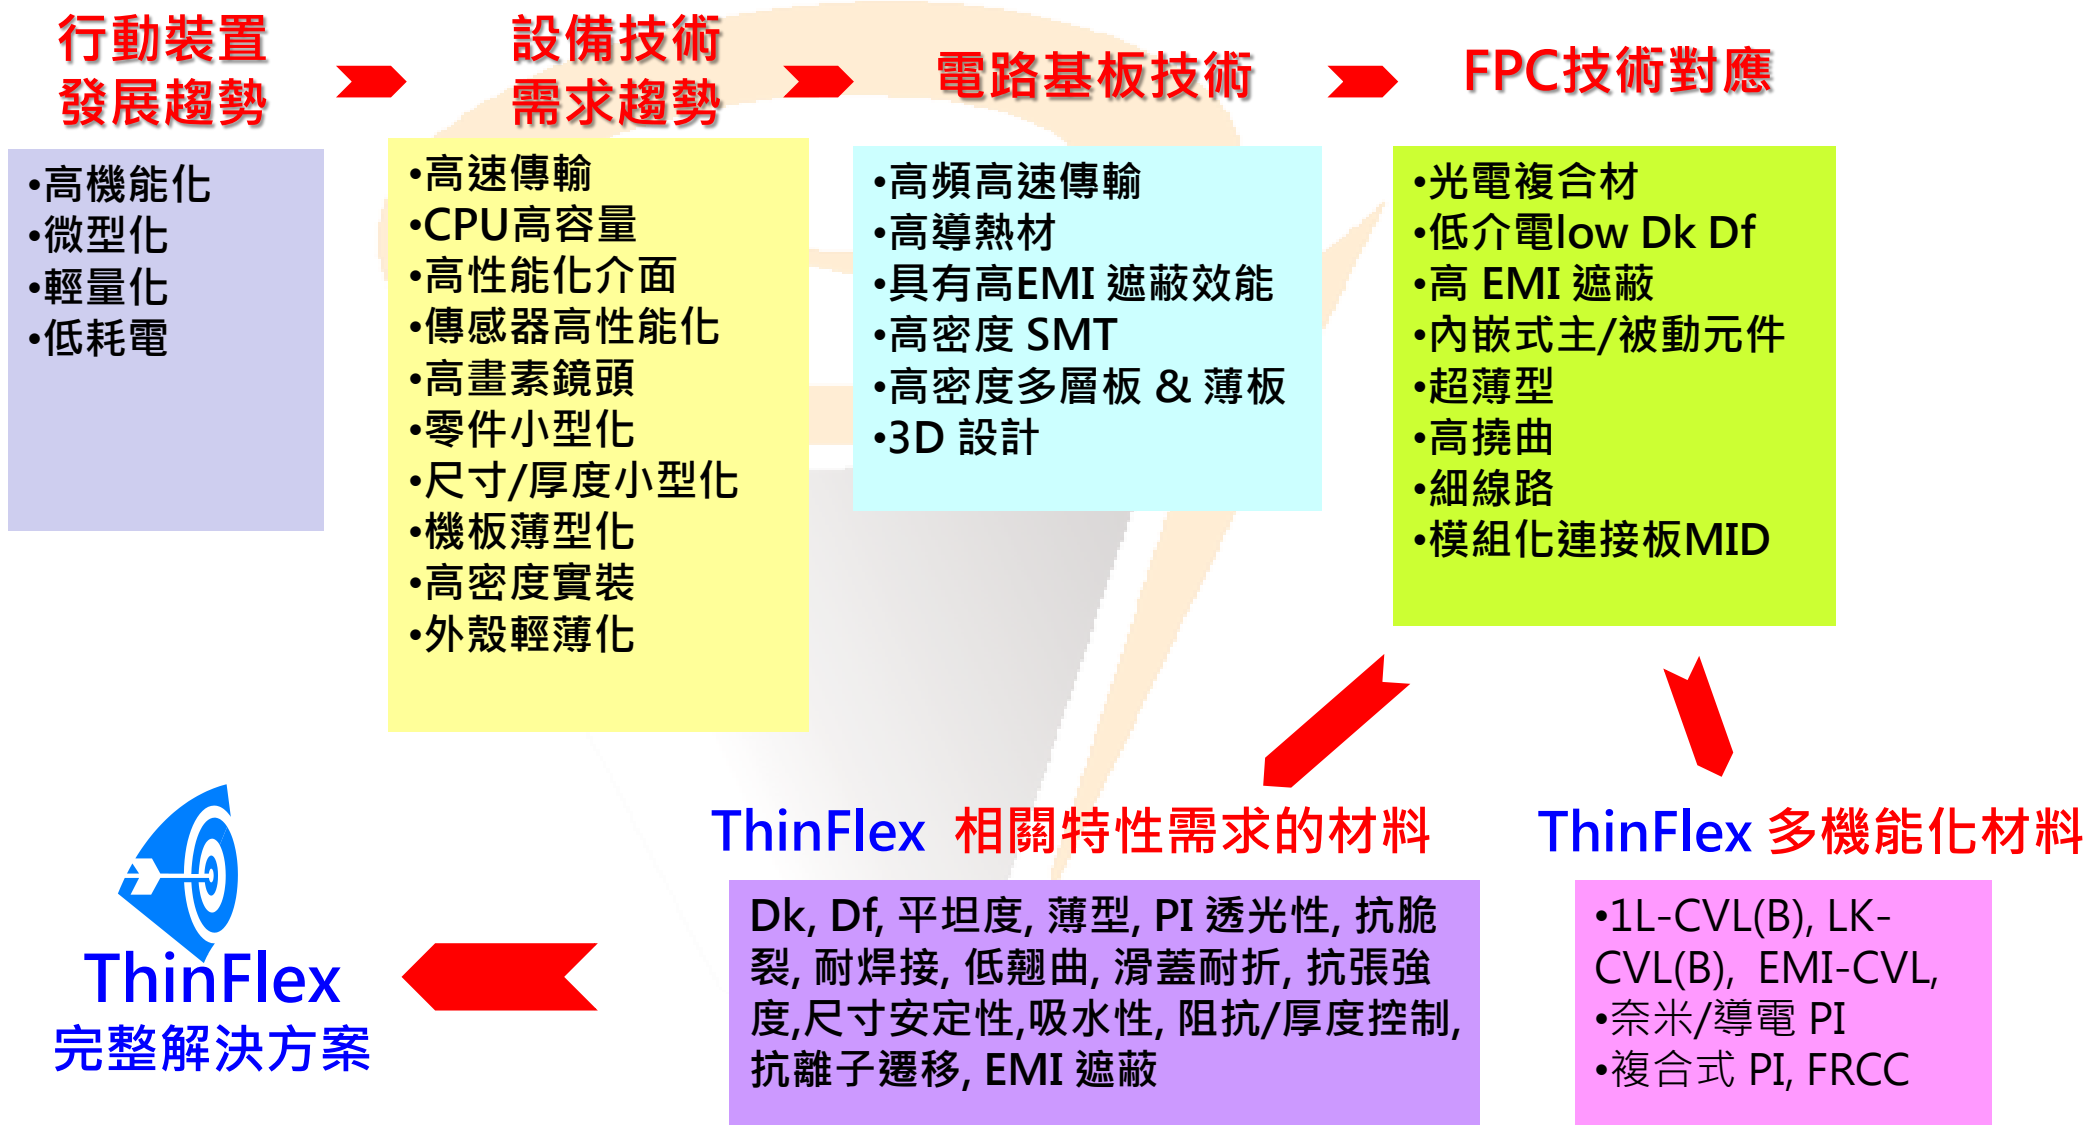 行動裝置
發展趨勢
設備技術
需求趨勢
電路基板技術
FPC技術對應
•高機能化
•微型化
•輕量化
•低耗電
•高速傳輸
•CPU高容量
•高性能化介面
•傳感器高性能化
•高畫素鏡頭
•零件小型化
•尺寸/厚度小型化
•機板薄型化
•高密度實裝
•外殼輕薄化
•高頻高速傳輸
•高導熱材
•具有高EMI 遮蔽效能
•高密度 SMT
•高密度多層板 & 薄板
•3D 設計
•光電複合材
•低介電low Dk Df
•高 EMI 遮蔽
•內嵌式主/被動元件
•超薄型
•高撓曲
•細線路
•模組化連接板MID
ThinFlex 相關特性需求的材料
Dk, Df, 平坦度, 薄型, PI 透光性, 抗脆
裂, 耐焊接, 低翹曲, 滑蓋耐折, 抗張強
度,尺寸安定性,吸水性, 阻抗/厚度控制,
抗離子遷移, EMI 遮蔽
ThinFlex 多機能化材料
•1L-CVL(B), LK-
CVL(B), EMI-CVL,
•奈米/導電 PI
•複合式 PI, FRCC
ThinFlex
完整解決方案